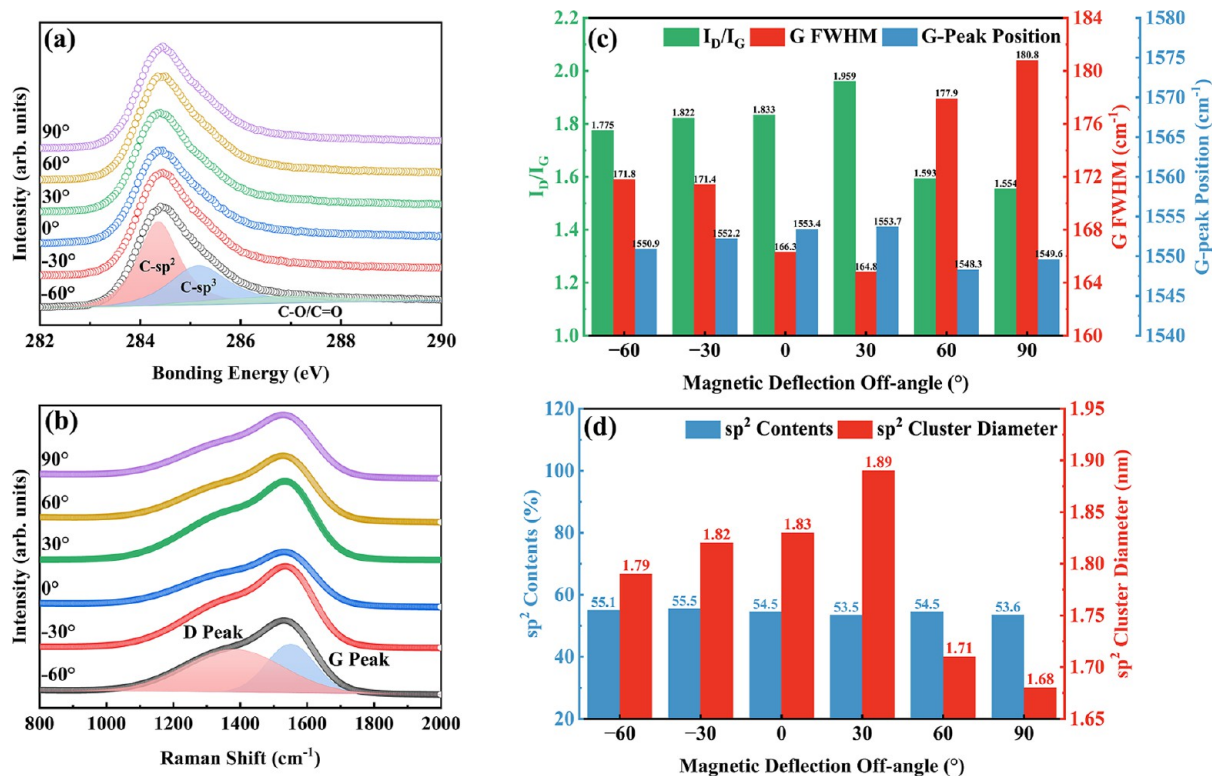 (a)
Intensity (arb. units)
90°
60°
30°
0°
-30°
-60°
C-sp²
C-sp³
C-O/C=O
282 284 286 288 290
Bonding Energy (eV)
(b)
Intensity (arb. units)
90°
60°
30°
0°
-30°
-60°
D Peak
G Peak
800 1000 1200 1400 1600 1800 2000
Raman Shift (cm⁻¹)
(c)
I_D/I_G G FWHM G-Peak Position
I_D/I_G
2.2
2.0
1.8
1.6
1.4
1.2
1.0
1.775 171.8 1550.9
1.822 171.4 1552.2
1.833 166.3 1553.4
1.959 164.8 1553.7
1.593 177.9 1548.3
1.554 180.8 1549.6
184
180
176
172
168
164
160
G FWHM (cm⁻¹)
1580
1575
1570
1565
1560
1555
1550
1545
1540
G-peak Position (cm⁻¹)
−60 −30 0 30 60 90
Magnetic Deflection Off-angle (°)
(d)
sp² Contents sp² Cluster Diameter
sp² Contents (%)
120
100
80
60
40
20
55.1 1.79
55.5 1.82
54.5 1.83
53.5 1.89
54.5 1.71
53.6 1.68
1.95
1.90
1.85
1.80
1.75
1.70
1.65
sp² Cluster Diameter (nm)
−60 −30 0 30 60 90
Magnetic Deflection Off-angle (°)